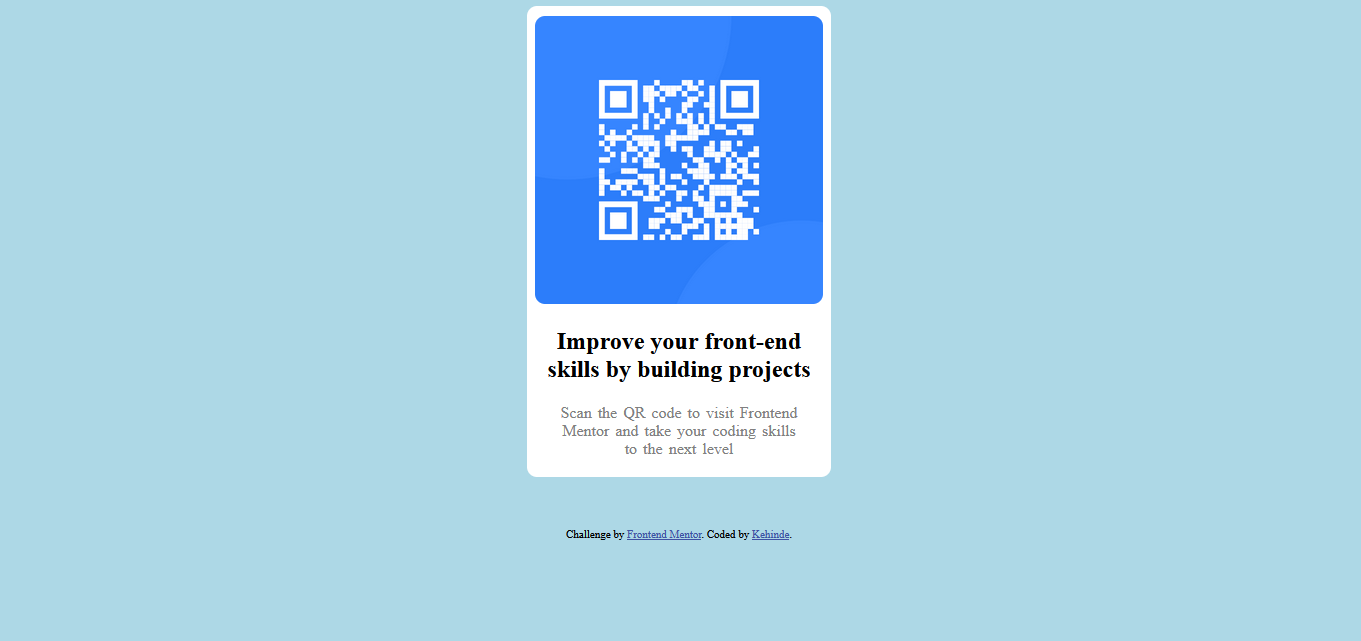 Improve your front-end
skills by building projects
Scan the QR code to visit Frontend
Mentor and take your coding skills
to the next level
Challenge by Frontend Mentor. Coded by Kehinde.